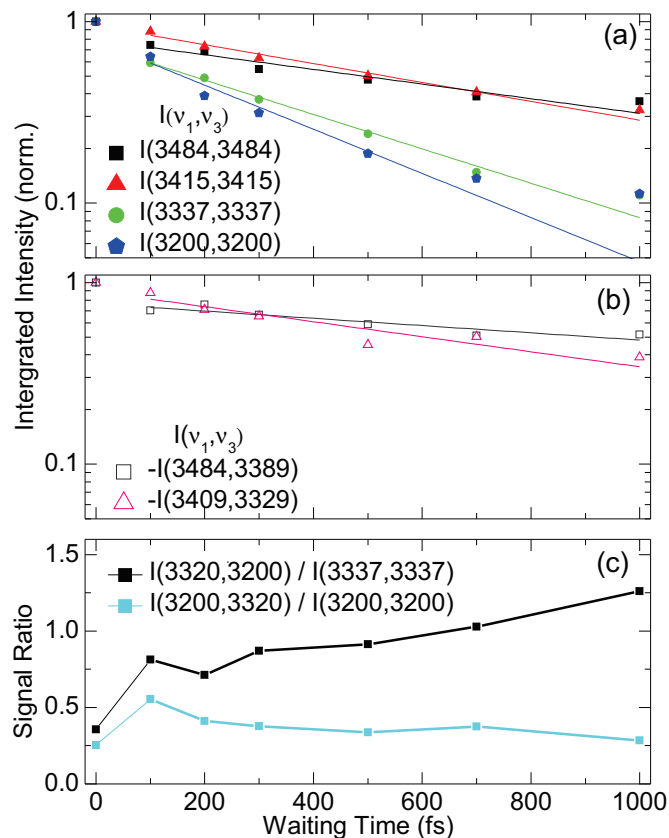 (a)
1
0.1
I(ν₁,ν₃)
I(3484,3484)
I(3415,3415)
I(3337,3337)
I(3200,3200)
Intergrated Intensity (norm.)
(b)
1
0.1
I(ν₁,ν₃)
-I(3484,3389)
-I(3409,3329)
(c)
1.5
1.0
0.5
0.0
Signal Ratio
I(3320,3200) / I(3337,3337)
I(3200,3320) / I(3200,3200)
0 200 400 600 800 1000
Waiting Time (fs)